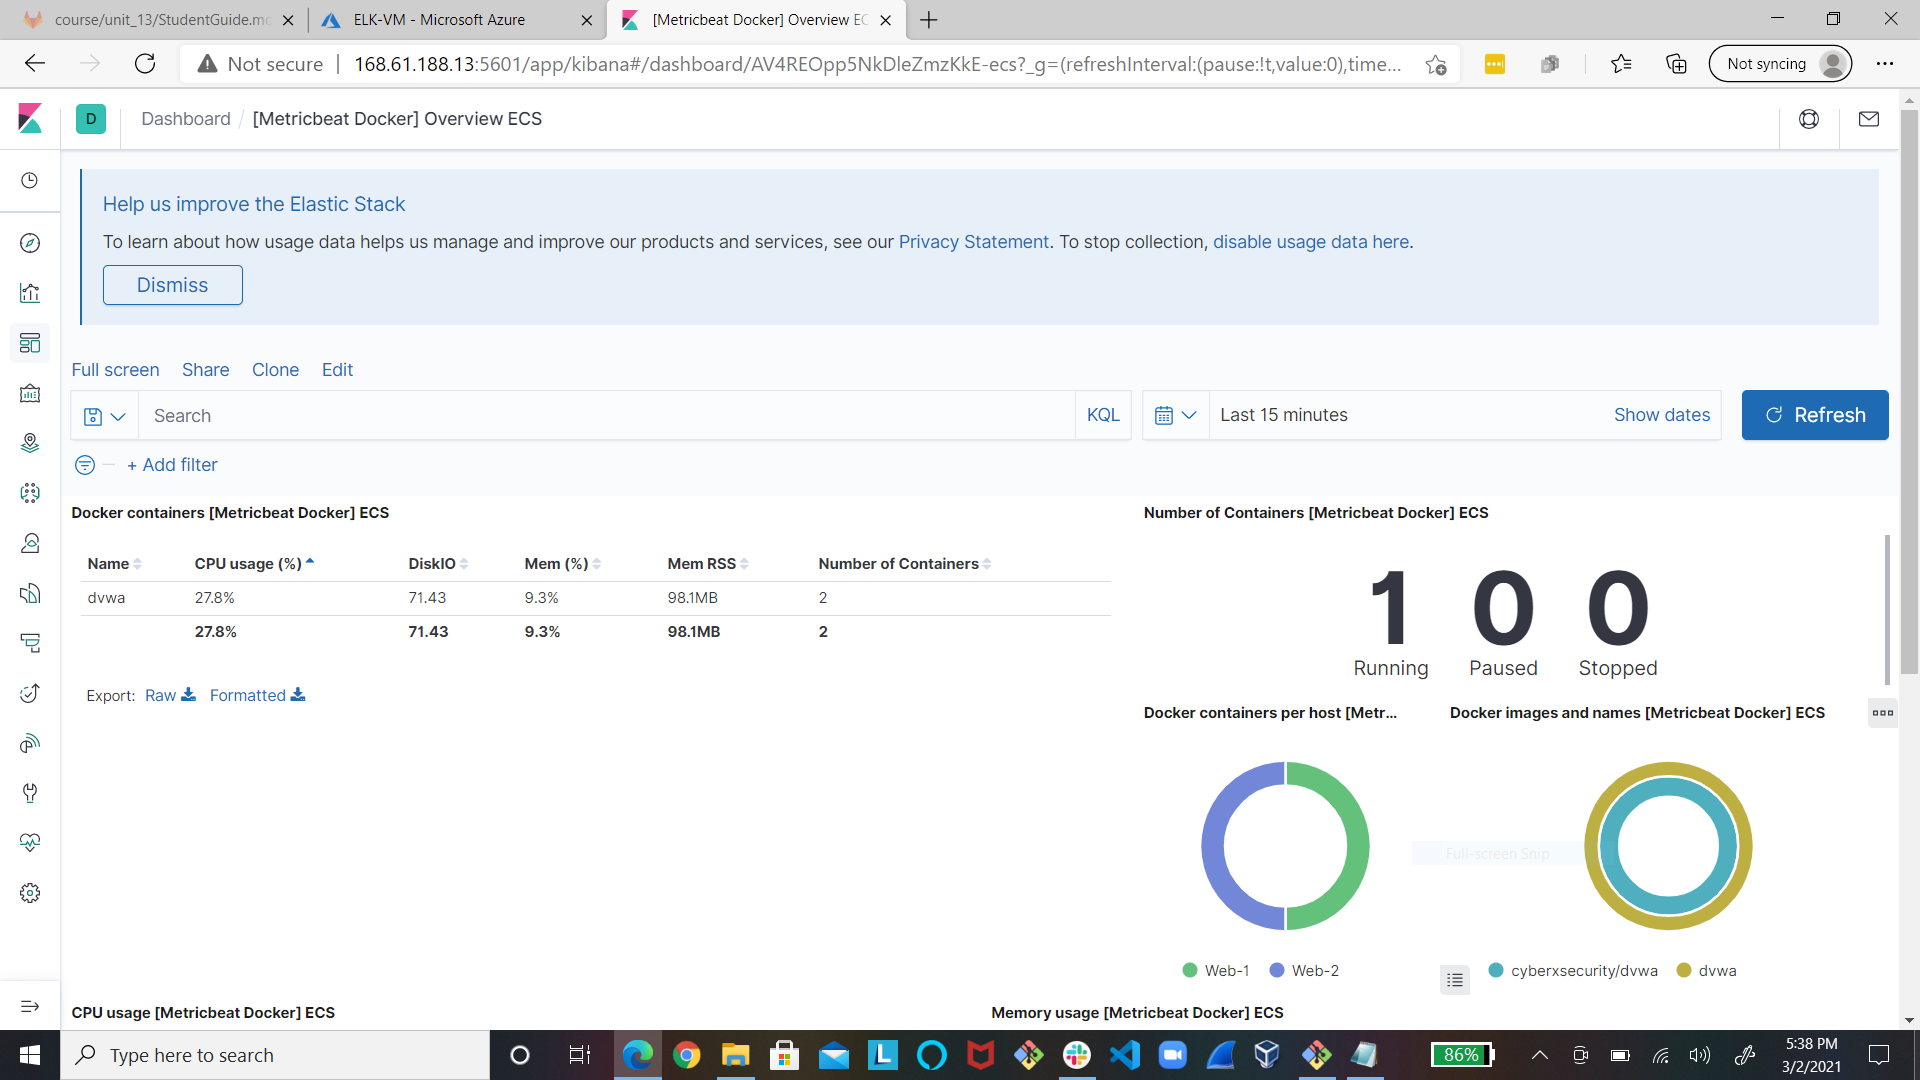 course/unit_13/StudentGuide.md
ELK-VM - Microsoft Azure
[Metricbeat Docker] Overview EC
Not secure
168.61.188.13:5601/app/kibana#/dashboard/AV4REOpp5NkDleZmzKkE-ecs?_g=(refreshInterval:(pause:!t,value:0),time...
Not syncing
D
Dashboard / [Metricbeat Docker] Overview ECS
Help us improve the Elastic Stack
To learn about how usage data helps us manage and improve our products and services, see our Privacy Statement. To stop collection, disable usage data here.
Dismiss
Full screen Share Clone Edit
Search
KQL
Last 15 minutes
Show dates
Refresh
+ Add filter
Docker containers [Metricbeat Docker] ECS
Name CPU usage (%) DiskIO Mem (%) Mem RSS Number of Containers
dvwa 27.8% 71.43 9.3% 98.1MB 2
27.8% 71.43 9.3% 98.1MB 2
Export: Raw Formatted
Number of Containers [Metricbeat Docker] ECS
1 0 0
Running Paused Stopped
Docker containers per host [Metr...
Docker images and names [Metricbeat Docker] ECS
Full-screen Snip
Web-1 Web-2
cyberxsecurity/dvwa dvwa
CPU usage [Metricbeat Docker] ECS
Memory usage [Metricbeat Docker] ECS
Type here to search
L
86%
5:38 PM
3/2/2021